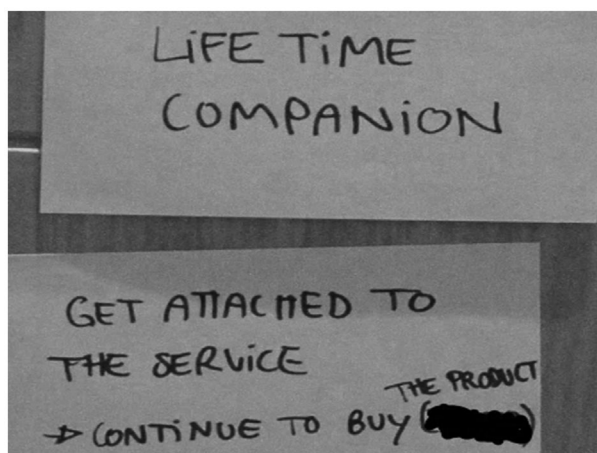 LiFE TiME
COMPANiON
GET ATTACHED TO
THE SERViCE
THE PRODUCT
→ CONTiNUE TO BUY ( )